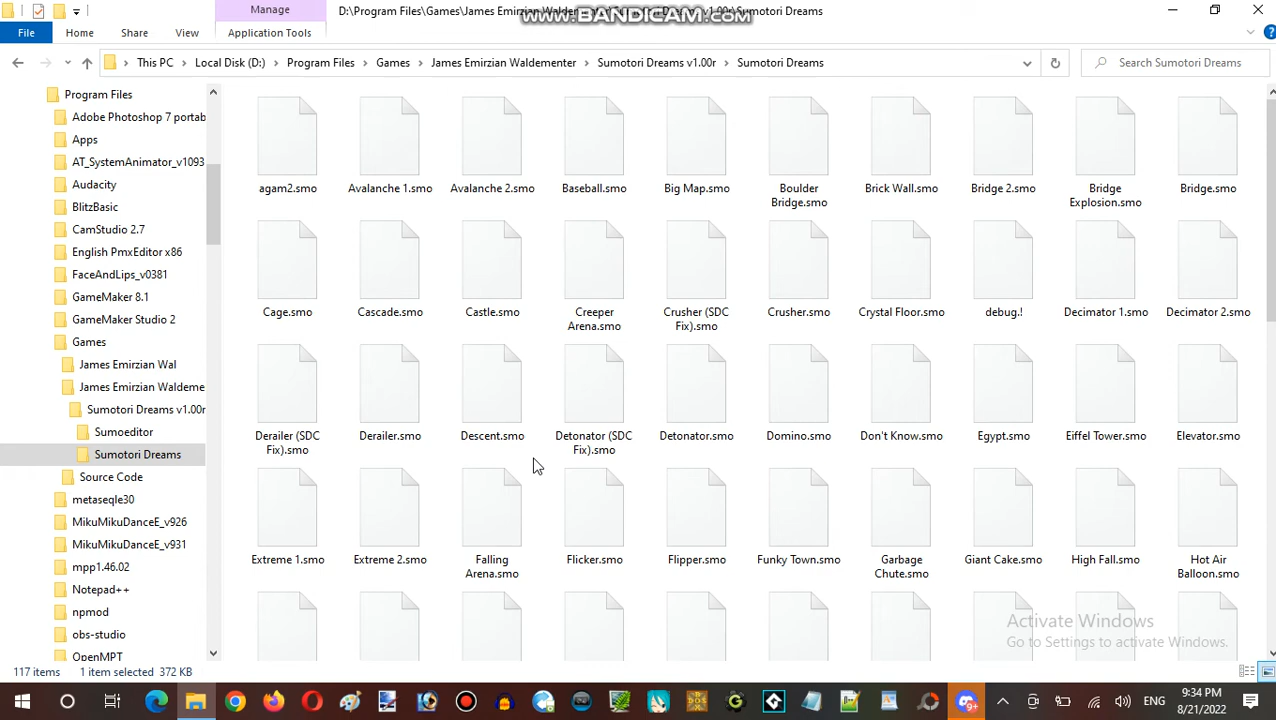 Manage
D:\Program Files\Games\James Emirzian Waldementer\Sumotori Dreams v1.00r\Sumotori Dreams
www.BANDICAM.com
File
Home
Share
View
Application Tools
This PC
Local Disk (D:)
Program Files
Games
James Emirzian Waldementer
Sumotori Dreams v1.00r
Sumotori Dreams
Search Sumotori Dreams
Program Files
Adobe Photoshop 7 portab
Apps
AT_SystemAnimator_v1093
Audacity
BlitzBasic
CamStudio 2.7
English PmxEditor x86
FaceAndLips_v0381
GameMaker 8.1
GameMaker Studio 2
Games
James Emirzian Wal
James Emirzian Waldeme
Sumotori Dreams v1.00r
Sumoeditor
Sumotori Dreams
Source Code
metaseqle30
MikuMikuDanceE_v926
MikuMikuDanceE_v931
mpp1.46.02
Notepad++
npmod
obs-studio
OpenMPT
agam2.smo
Avalanche 1.smo
Avalanche 2.smo
Baseball.smo
Big Map.smo
Boulder
Bridge.smo
Brick Wall.smo
Bridge 2.smo
Bridge
Explosion.smo
Bridge.smo
Cage.smo
Cascade.smo
Castle.smo
Creeper
Arena.smo
Crusher (SDC
Fix).smo
Crusher.smo
Crystal Floor.smo
debug.!
Decimator 1.smo
Decimator 2.smo
Derailer (SDC
Fix).smo
Derailer.smo
Descent.smo
Detonator (SDC
Fix).smo
Detonator.smo
Domino.smo
Don't Know.smo
Egypt.smo
Eiffel Tower.smo
Elevator.smo
Extreme 1.smo
Extreme 2.smo
Falling
Arena.smo
Flicker.smo
Flipper.smo
Funky Town.smo
Garbage
Chute.smo
Giant Cake.smo
High Fall.smo
Hot Air
Balloon.smo
Activate Windows
Go to Settings to activate Windows.
117 items
1 item selected 372 KB
9+
ENG
9:34 PM
8/21/2022